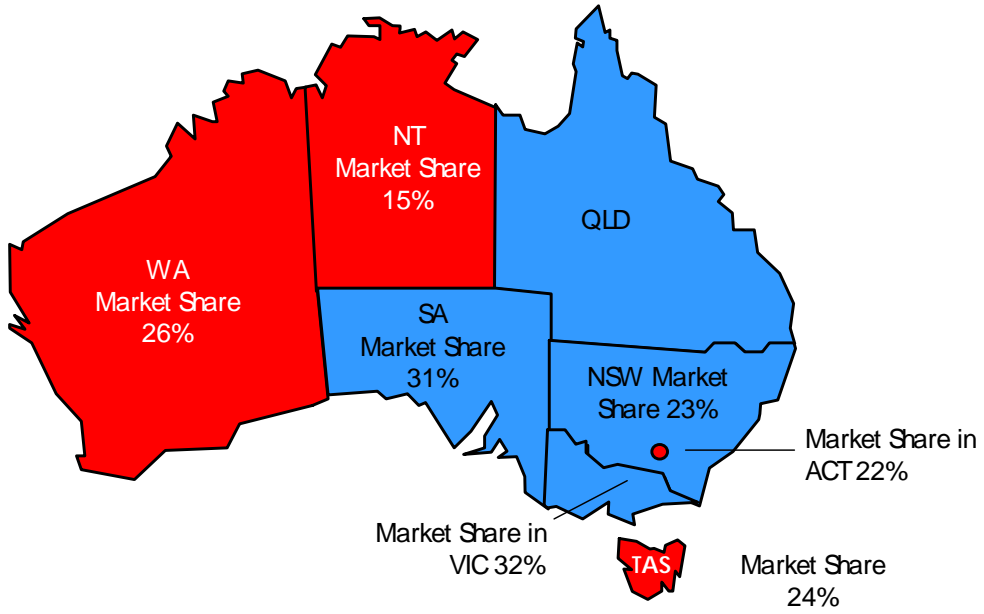 NT
Market Share
15%
QLD
WA
Market Share
26%
SA
Market Share
31%
NSW Market
Share 23%
Market Share in
ACT 22%
Market Share in
VIC 32%
TAS
Market Share
24%